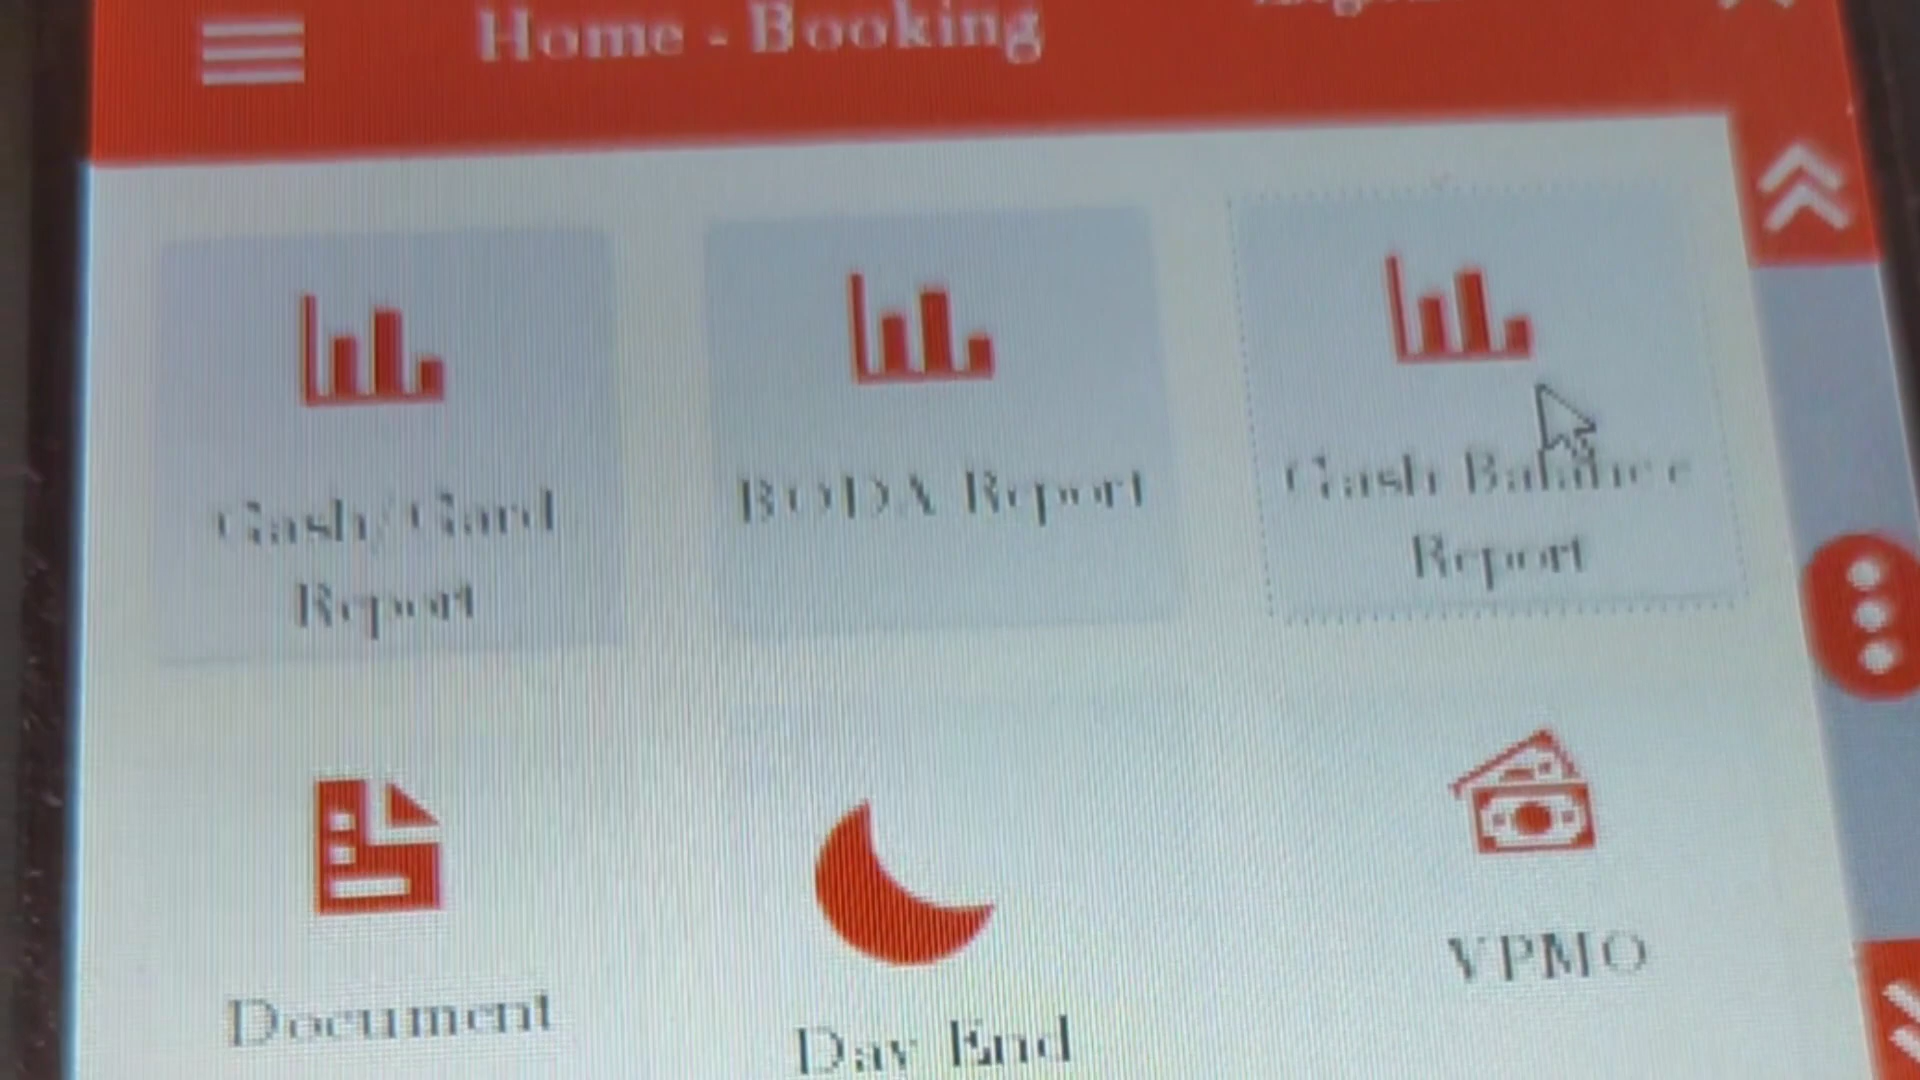 Home - Booking
Cash/Card
Report
BODA Report
Cash Balance
Report
Document
Day End
VPMO